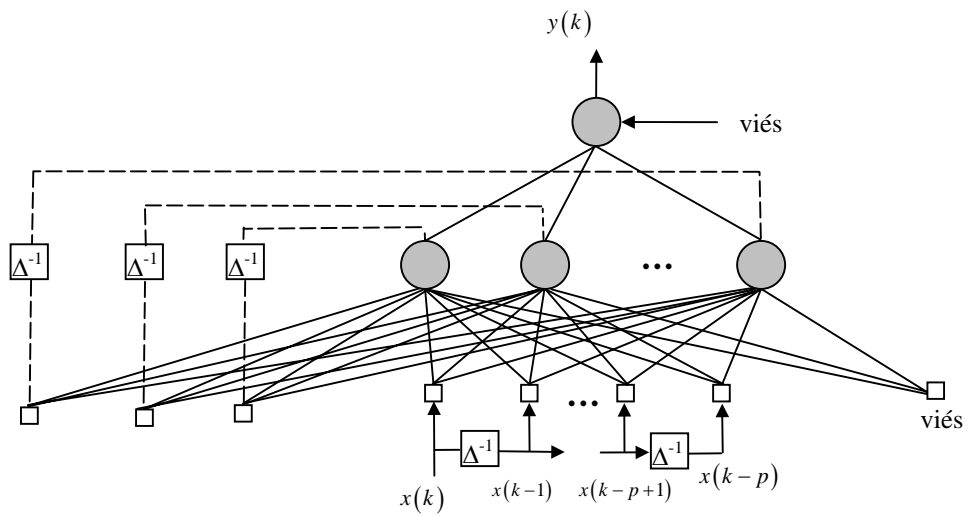 y(k)
viés
Δ⁻¹ Δ⁻¹ Δ⁻¹ ...
... viés
Δ⁻¹ Δ⁻¹
x(k) x(k−1) x(k−p+1) x(k−p)